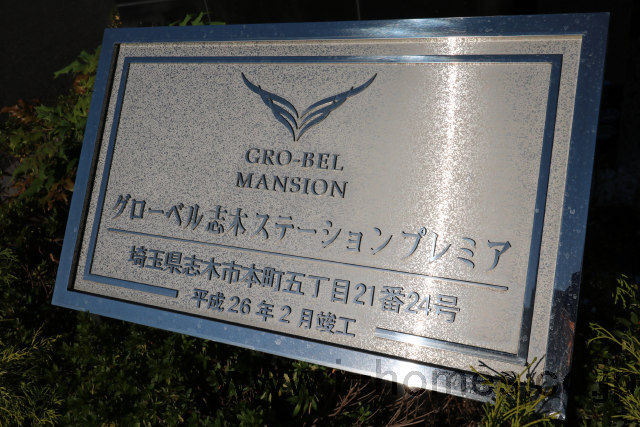 GRO-BEL
MANSION
グローベル志木ステーションプレミア
埼玉県志木市本町五丁目21番24号
平成26年2月竣工